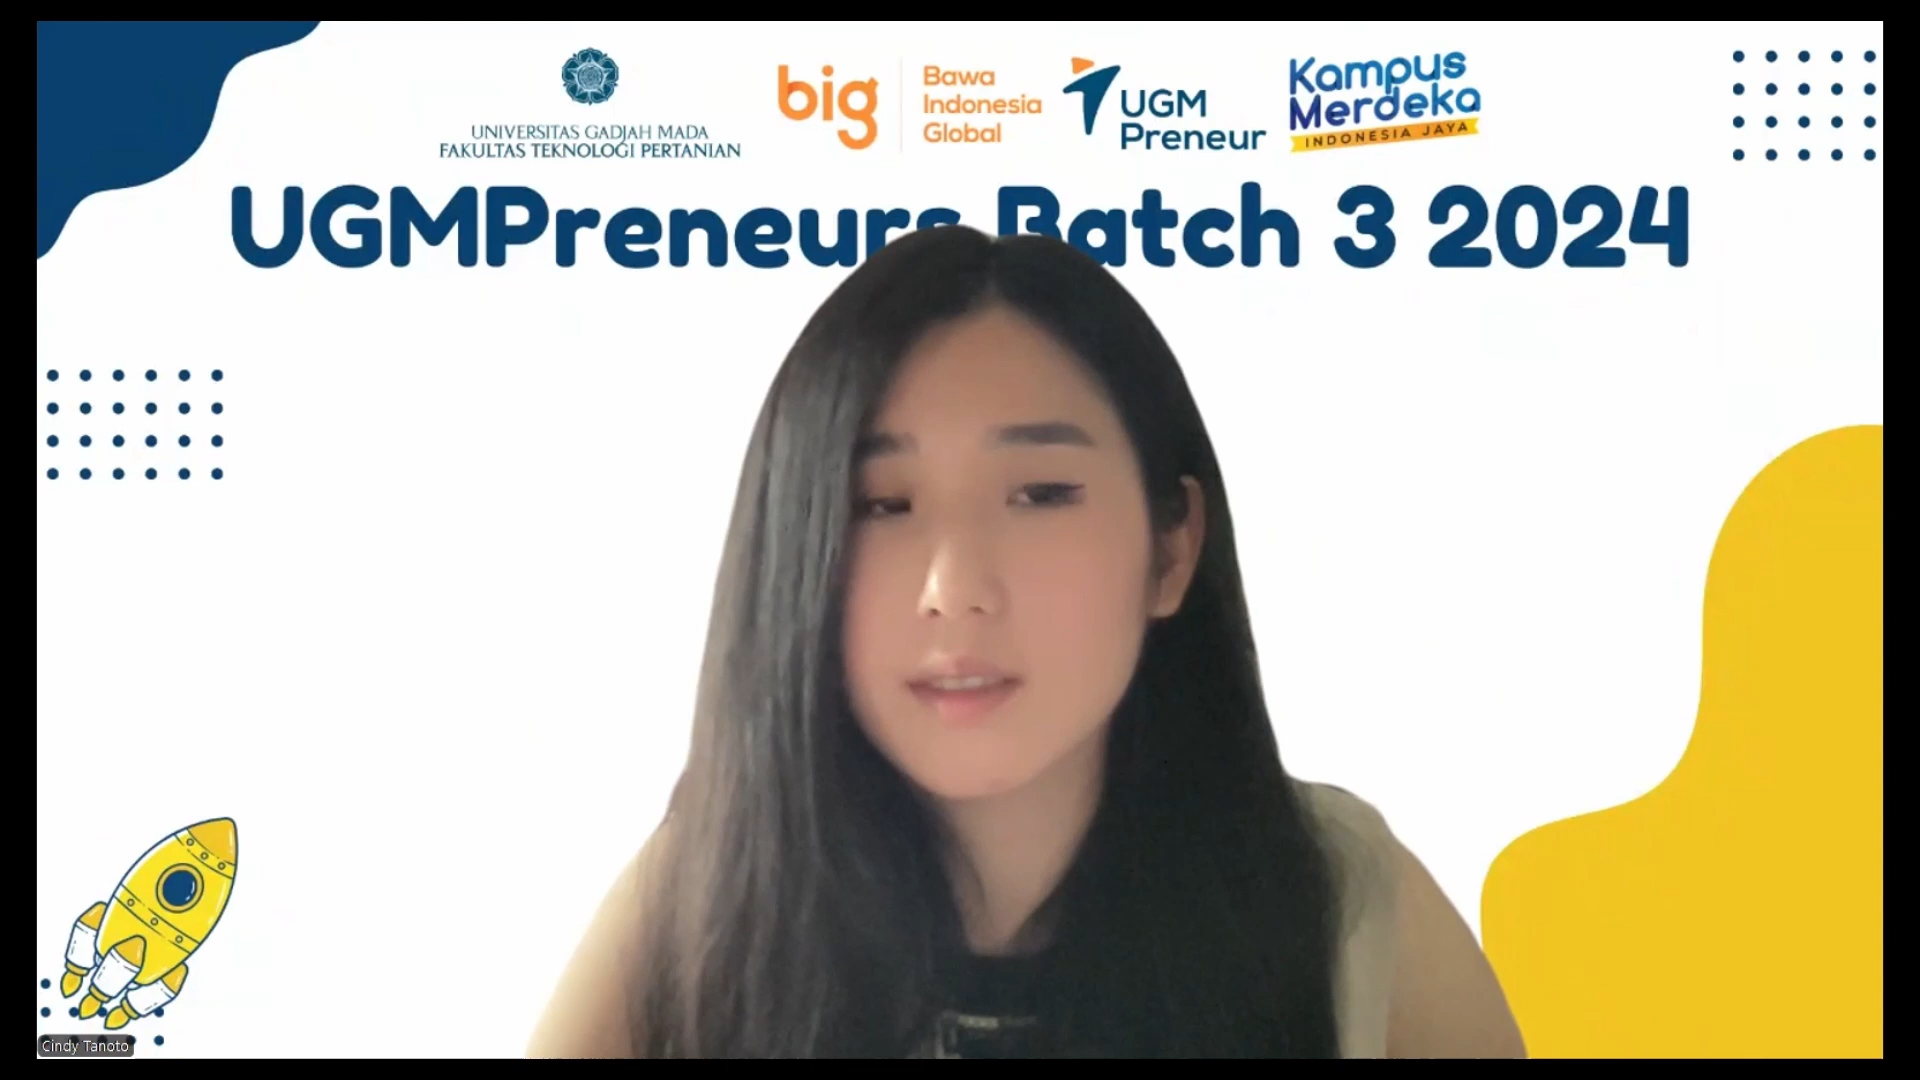 UNIVERSITAS GADJAH MADA
FAKULTAS TEKNOLOGI PERTANIAN
big
Bawa
Indonesia
Global
UGM
Preneur
Kampus
Merdeka
INDONESIA JAYA
UGMPreneurs Batch 3 2024
Cindy Tanoto